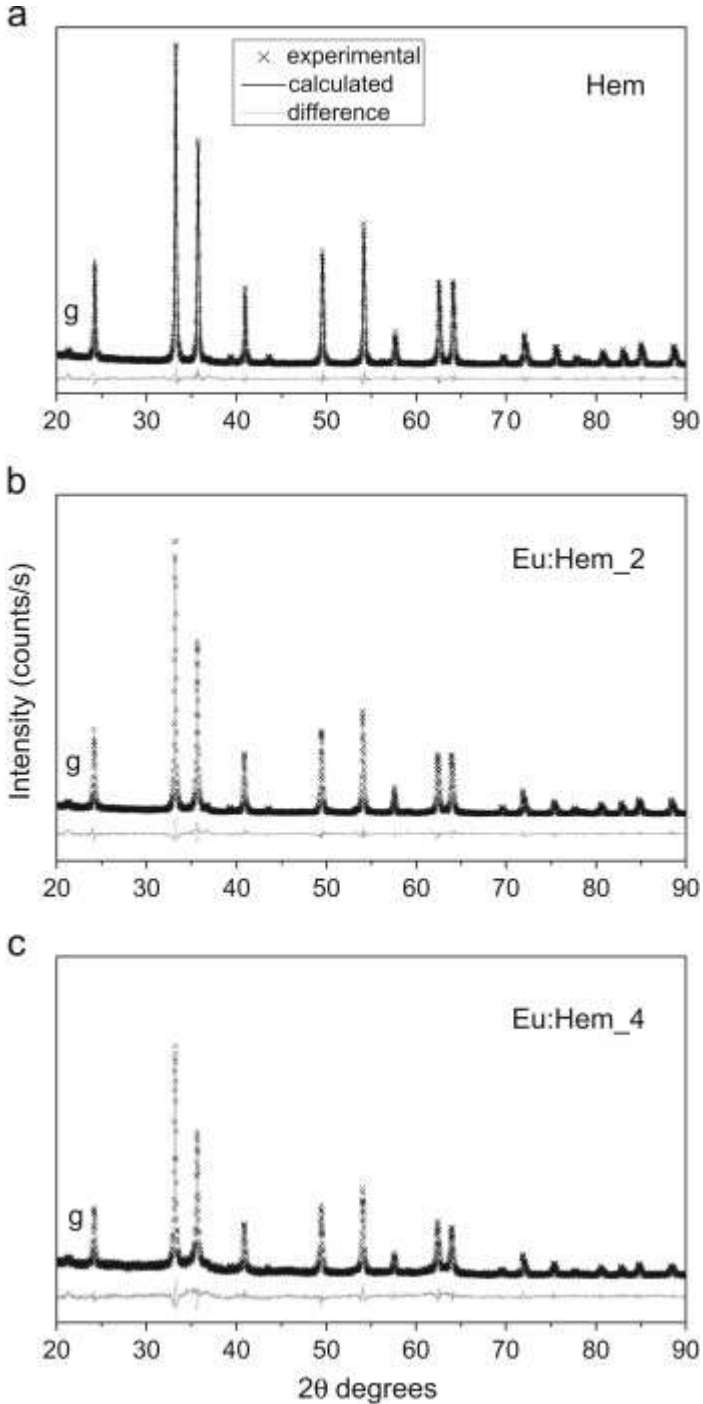 a
experimental
calculated
difference
Hem
g
20 30 40 50 60 70 80 90
b
Eu:Hem_2
g
20 30 40 50 60 70 80 90
Intensity (counts/s)
c
Eu:Hem_4
g
20 30 40 50 60 70 80 90
2θ degrees